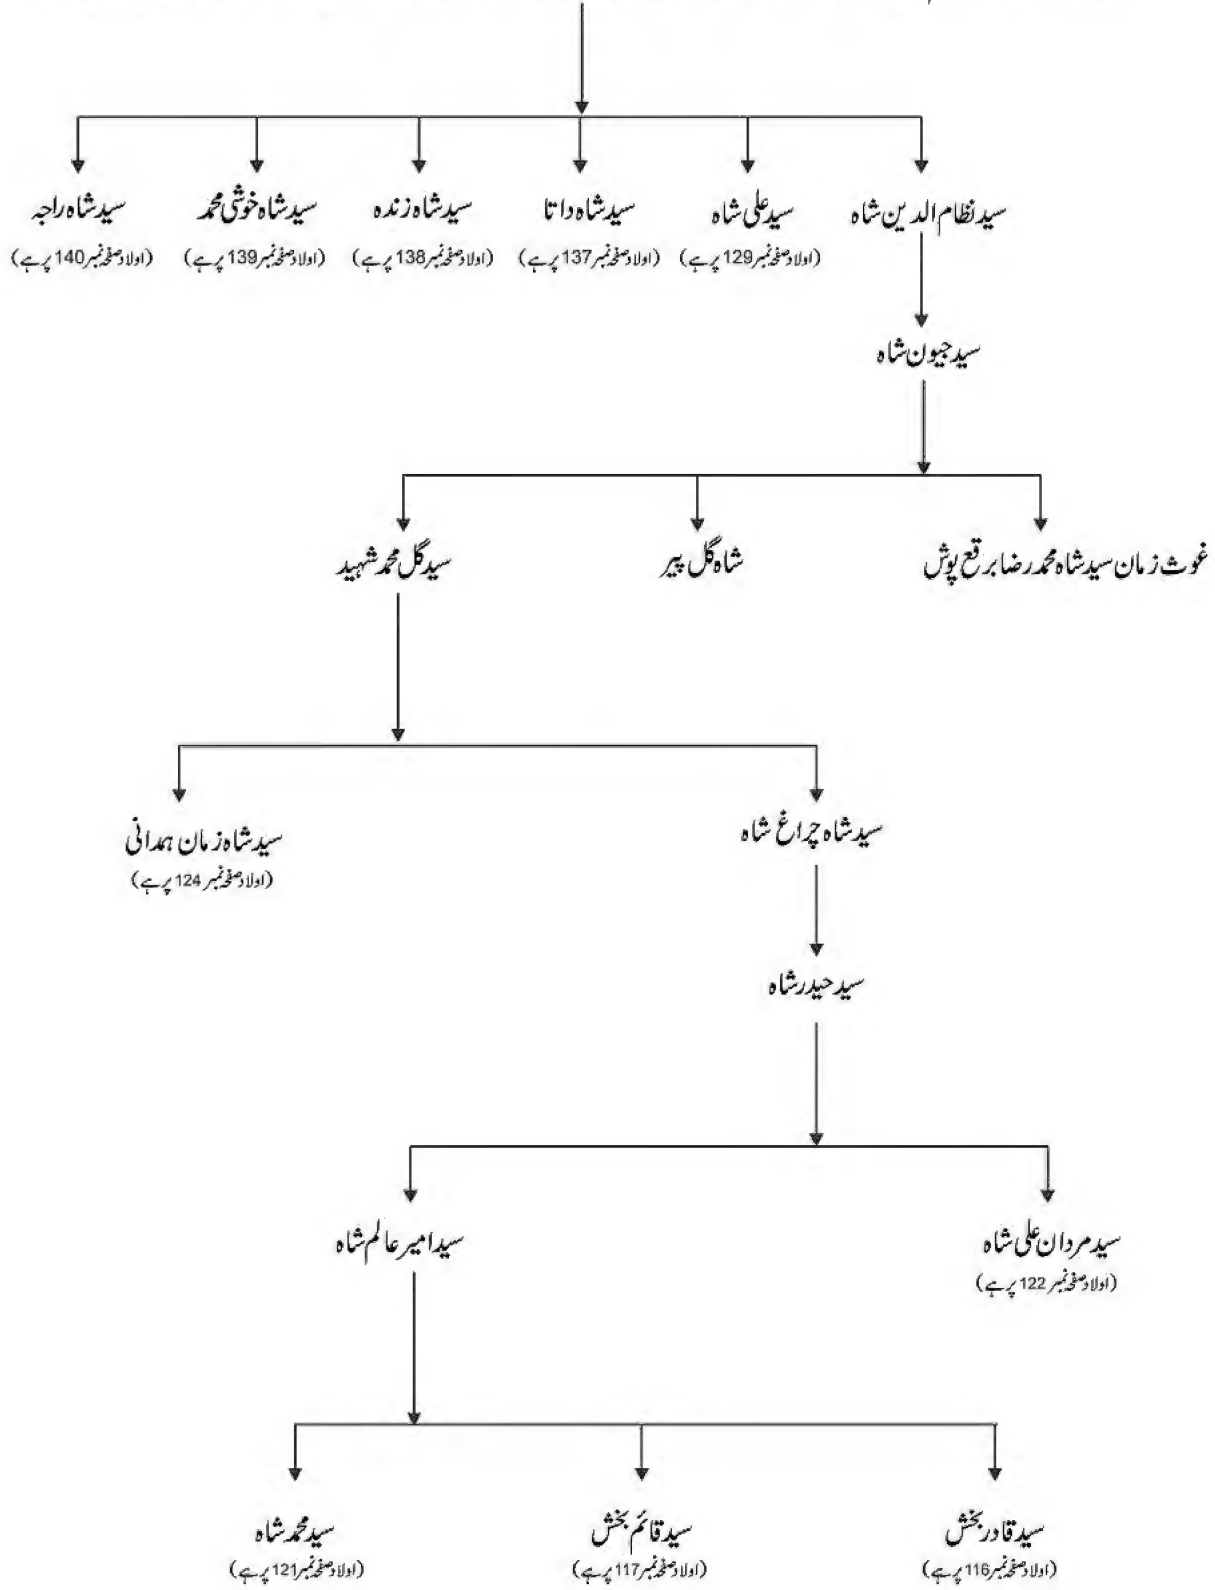 سید نظام الدین شاہ
سید علی شاہ
(اولاد صفحہ نمبر 129 پر ہے)
سید شاہ داتا
(اولاد صفحہ نمبر 137 پر ہے)
سید شاہ زندہ
(اولاد صفحہ نمبر 138 پر ہے)
سید شاہ خوشی محمد
(اولاد صفحہ نمبر 139 پر ہے)
سید شاہ راجہ
(اولاد صفحہ نمبر 140 پر ہے)
سید جیون شاہ
غوث زمان سید شاہ محمد رضا برقع پوش
شاہ گل پیر
سید گل محمد شہید
سید شاہ چراغ شاہ
سید شاہ زمان ہمدانی
(اولاد صفحہ نمبر 124 پر ہے)
سید حیدر شاہ
سید مردان علی شاہ
(اولاد صفحہ نمبر 122 پر ہے)
سید امیر عالم شاہ
سید قادر بخش
(اولاد صفحہ نمبر 116 پر ہے)
سید قائم بخش
(اولاد صفحہ نمبر 117 پر ہے)
سید محمد شاہ
(اولاد صفحہ نمبر 121 پر ہے)